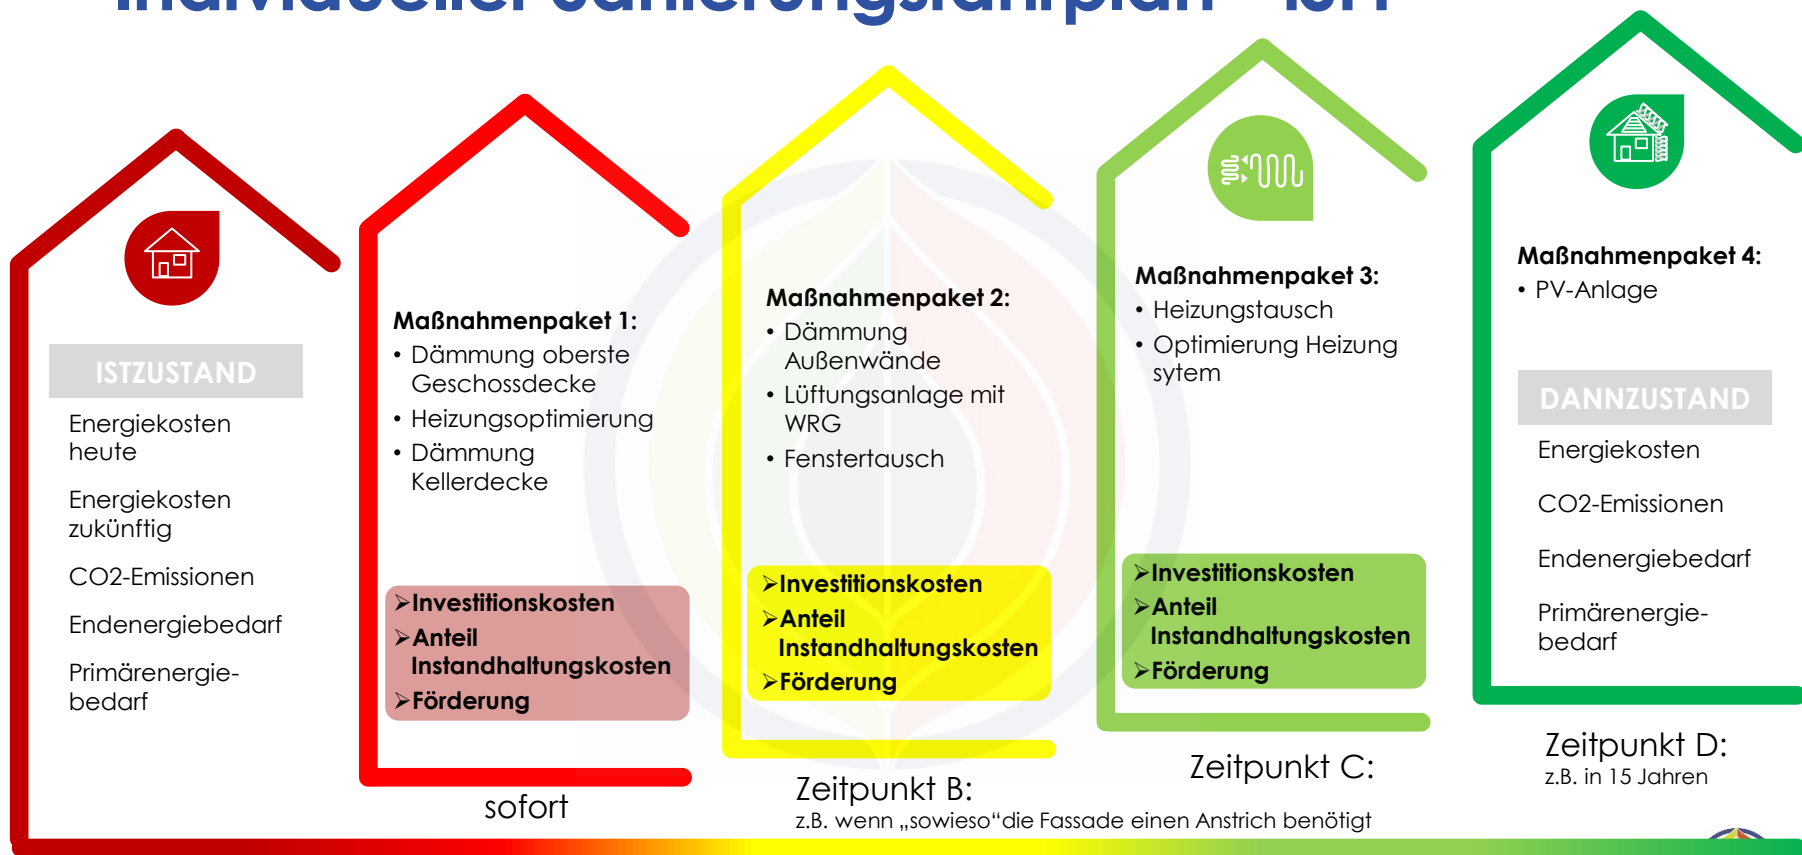 Individueller Sanierungsfahrplan - iSFP
ISTZUSTAND
Energiekosten
heute
Energiekosten
zukünftig
CO2-Emissionen
Endenergiebedarf
Primärenergie-
bedarf
Maßnahmenpaket 1:
• Dämmung oberste
Geschossdecke
• Heizungsoptimierung
• Dämmung
Kellerdecke
➢Investitionskosten
➢Anteil
Instandhaltungskosten
➢Förderung
sofort
Maßnahmenpaket 2:
• Dämmung
Außenwände
• Lüftungsanlage mit
WRG
• Fenstertausch
➢Investitionskosten
➢Anteil
Instandhaltungskosten
➢Förderung
Zeitpunkt B:
z.B. wenn „sowieso“die Fassade einen Anstrich benötigt
Maßnahmenpaket 3:
• Heizungstausch
• Optimierung Heizung
sytem
➢Investitionskosten
➢Anteil
Instandhaltungskosten
➢Förderung
Zeitpunkt C:
Maßnahmenpaket 4:
• PV-Anlage
DANNZUSTAND
Energiekosten
CO2-Emissionen
Endenergiebedarf
Primärenergie-
bedarf
Zeitpunkt D:
z.B. in 15 Jahren